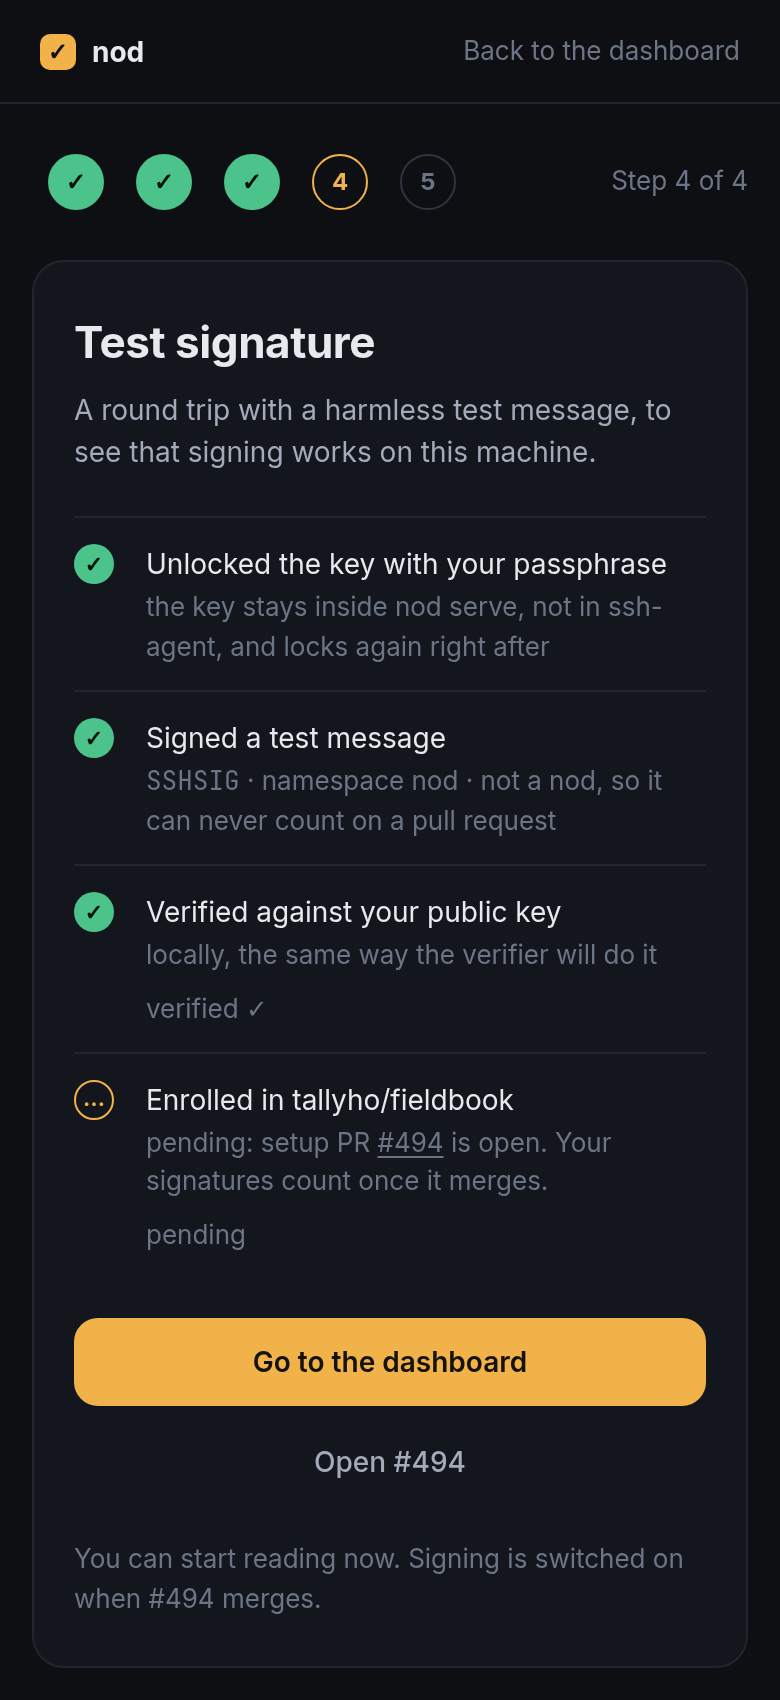 ✓ nod Back to the dashboard
✓ ✓ ✓ 4 5 Step 4 of 4
Test signature
A round trip with a harmless test message, to
see that signing works on this machine.
✓ Unlocked the key with your passphrase
the key stays inside nod serve, not in ssh-
agent, and locks again right after
✓ Signed a test message
SSHSIG · namespace nod · not a nod, so it
can never count on a pull request
✓ Verified against your public key
locally, the same way the verifier will do it
verified ✓
… Enrolled in tallyho/fieldbook
pending: setup PR #494 is open. Your
signatures count once it merges.
pending
Go to the dashboard
Open #494
You can start reading now. Signing is switched on
when #494 merges.